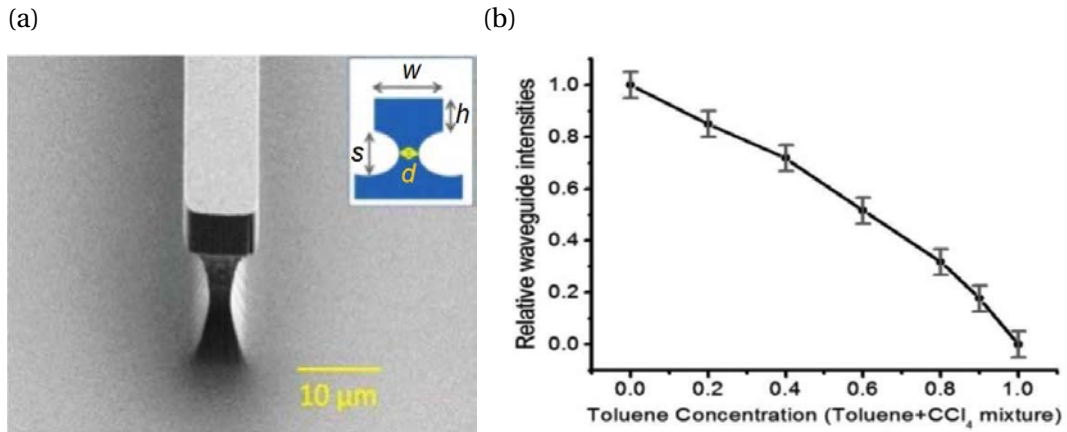 (a)
(b)
w
h
s
d
10 μm
Relative waveguide intensities
1.0
0.8
0.6
0.4
0.2
0.0
0.0 0.2 0.4 0.6 0.8 1.0
Toluene Concentration (Toluene+CCl₄ mixture)